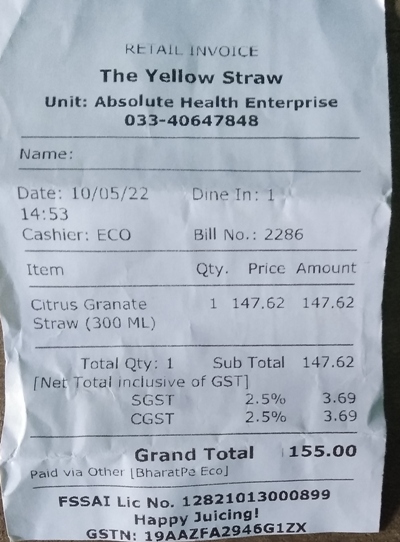 RETAIL INVOICE
The Yellow Straw
Unit: Absolute Health Enterprise
033-40647848
Name:
Date: 10/05/22 Dine In: 1
14:53
Cashier: ECO Bill No.: 2286
Item Qty. Price Amount
Citrus Granate 1 147.62 147.62
Straw (300 ML)
Total Qty: 1 Sub Total 147.62
[Net Total inclusive of GST]
SGST 2.5% 3.69
CGST 2.5% 3.69
Grand Total 155.00
Paid via Other [BharatPe Eco]
FSSAI Lic No. 12821013000899
Happy Juicing!
GSTN: 19AAZFA2946G1ZX